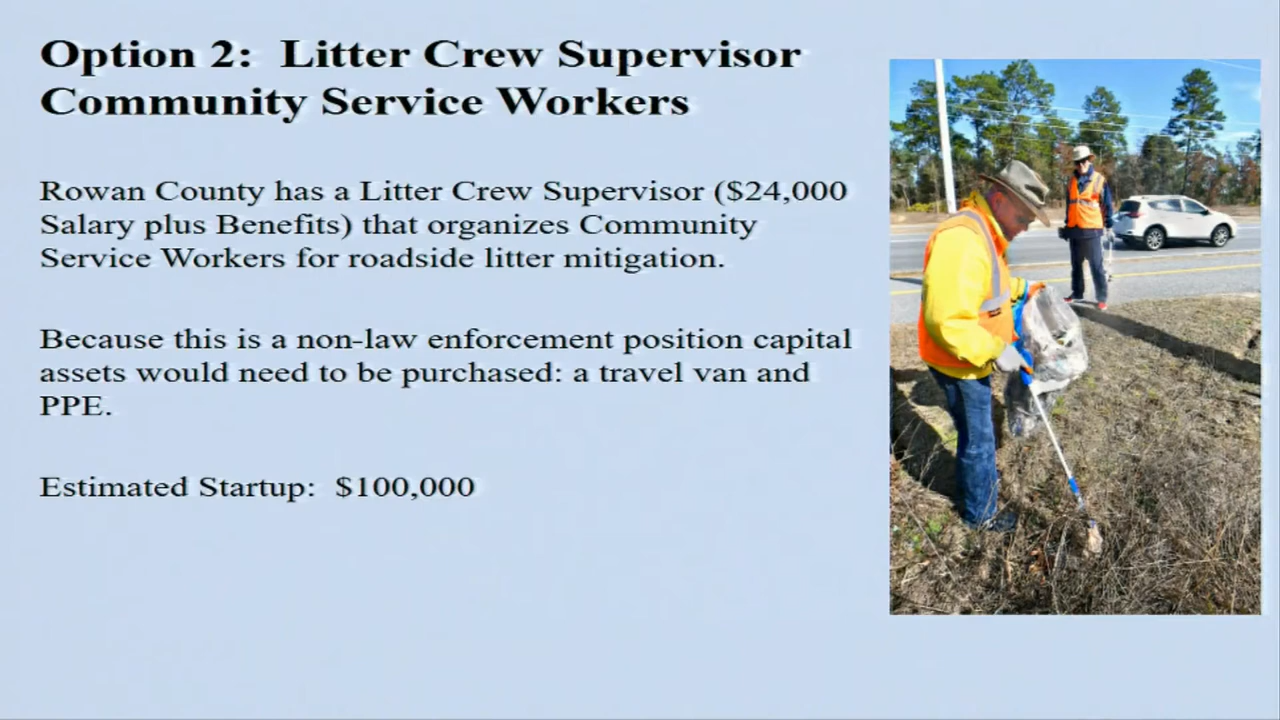 Option 2:  Litter Crew Supervisor
Community Service Workers
Rowan County has a Litter Crew Supervisor ($24,000
Salary plus Benefits) that organizes Community
Service Workers for roadside litter mitigation.
Because this is a non-law enforcement position capital
assets would need to be purchased: a travel van and
PPE.
Estimated Startup:  $100,000